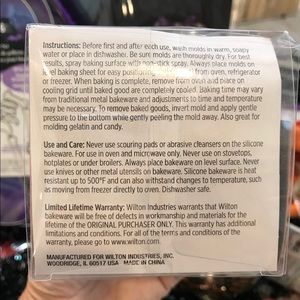 Instructions: Before first and after each use, wash molds in warm, soapy
water or place in dishwasher. Be sure molds are thoroughly dry. For best
results, spray baking surface with non-stick spray. Always place molds on
level baking sheet for easy positioning and removal from oven, refrigerator
or freezer. When baking is complete, remove from oven and place on
cooling grid until baked good are completely cooled. Baking time may vary
from traditional metal bakeware and adjustments to time and temperature
may be necessary. To remove baked goods, invert mold and apply gentle
pressure to the bottom while gently peeling the mold away. Also great for
molding gelatin and candy.
Use and Care: Never use scouring pads or abrasive cleansers on the silicone
bakeware. For use in oven and microwave only. Never use on stovetops,
hotplates or under broilers. Always place bakeware on level surface. Never
use knives or other metal utensils on bakeware. Silicone bakeware is heat
resistant up to 500°F and can also withstand changes to temperature, such
as moving from freezer directly to oven. Dishwasher safe.
Limited Lifetime Warranty: Wilton Industries warrants that Wilton
bakeware will be free of defects in workmanship and materials for the
lifetime of the ORIGINAL PURCHASER ONLY. This warranty has additional
limitations and conditions. For all of the terms and conditions of the
warranty, please go to www.wilton.com.
MANUFACTURED FOR WILTON INDUSTRIES, INC.
WOODRIDGE, IL 60517 USA MADE IN CHINA